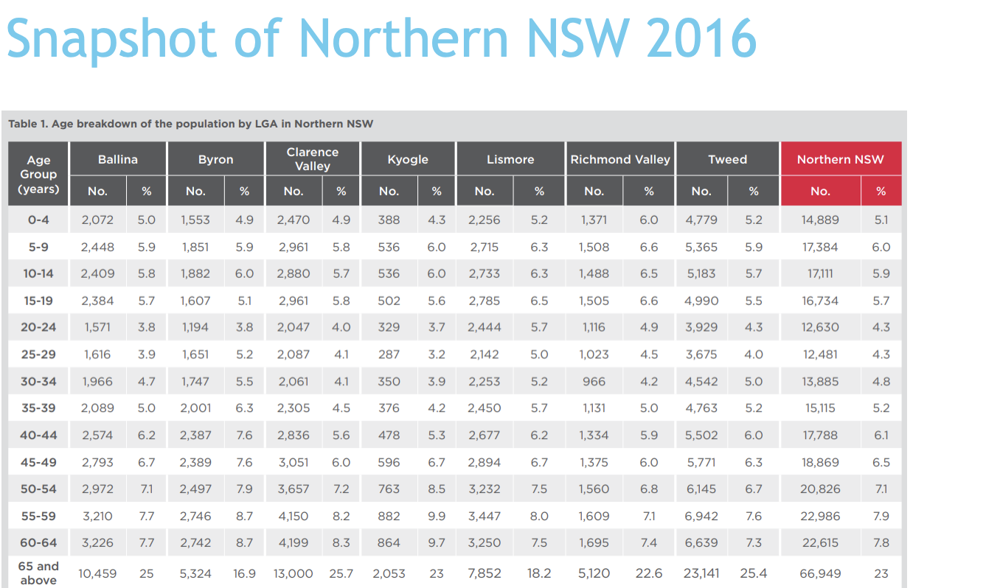 Snapshot of Northern NSW 2016
Table 1. Age breakdown of the population by LGA in Northern NSW
Age Group (years) Ballina Byron Clarence Valley Kyogle Lismore Richmond Valley Tweed Northern NSW
No. % No. % No. % No. % No. % No. % No. % No. %
0-4 2,072 5.0 1,553 4.9 2,470 4.9 388 4.3 2,256 5.2 1,371 6.0 4,779 5.2 14,889 5.1
5-9 2,448 5.9 1,851 5.9 2,961 5.8 536 6.0 2,715 6.3 1,508 6.6 5,365 5.9 17,384 6.0
10-14 2,409 5.8 1,882 6.0 2,880 5.7 536 6.0 2,733 6.3 1,488 6.5 5,183 5.7 17,111 5.9
15-19 2,384 5.7 1,607 5.1 2,961 5.8 502 5.6 2,785 6.5 1,505 6.6 4,990 5.5 16,734 5.7
20-24 1,571 3.8 1,194 3.8 2,047 4.0 329 3.7 2,444 5.7 1,116 4.9 3,929 4.3 12,630 4.3
25-29 1,616 3.9 1,651 5.2 2,087 4.1 287 3.2 2,142 5.0 1,023 4.5 3,675 4.0 12,481 4.3
30-34 1,966 4.7 1,747 5.5 2,061 4.1 350 3.9 2,253 5.2 966 4.2 4,542 5.0 13,885 4.8
35-39 2,089 5.0 2,001 6.3 2,305 4.5 376 4.2 2,450 5.7 1,131 5.0 4,763 5.2 15,115 5.2
40-44 2,574 6.2 2,387 7.6 2,836 5.6 478 5.3 2,677 6.2 1,334 5.9 5,502 6.0 17,788 6.1
45-49 2,793 6.7 2,389 7.6 3,051 6.0 596 6.7 2,894 6.7 1,375 6.0 5,771 6.3 18,869 6.5
50-54 2,972 7.1 2,497 7.9 3,657 7.2 763 8.5 3,232 7.5 1,560 6.8 6,145 6.7 20,826 7.1
55-59 3,210 7.7 2,746 8.7 4,150 8.2 882 9.9 3,447 8.0 1,609 7.1 6,942 7.6 22,986 7.9
60-64 3,226 7.7 2,742 8.7 4,199 8.3 864 9.7 3,250 7.5 1,695 7.4 6,639 7.3 22,615 7.8
65 and above 10,459 25 5,324 16.9 13,000 25.7 2,053 23 7,852 18.2 5,120 22.6 23,141 25.4 66,949 23